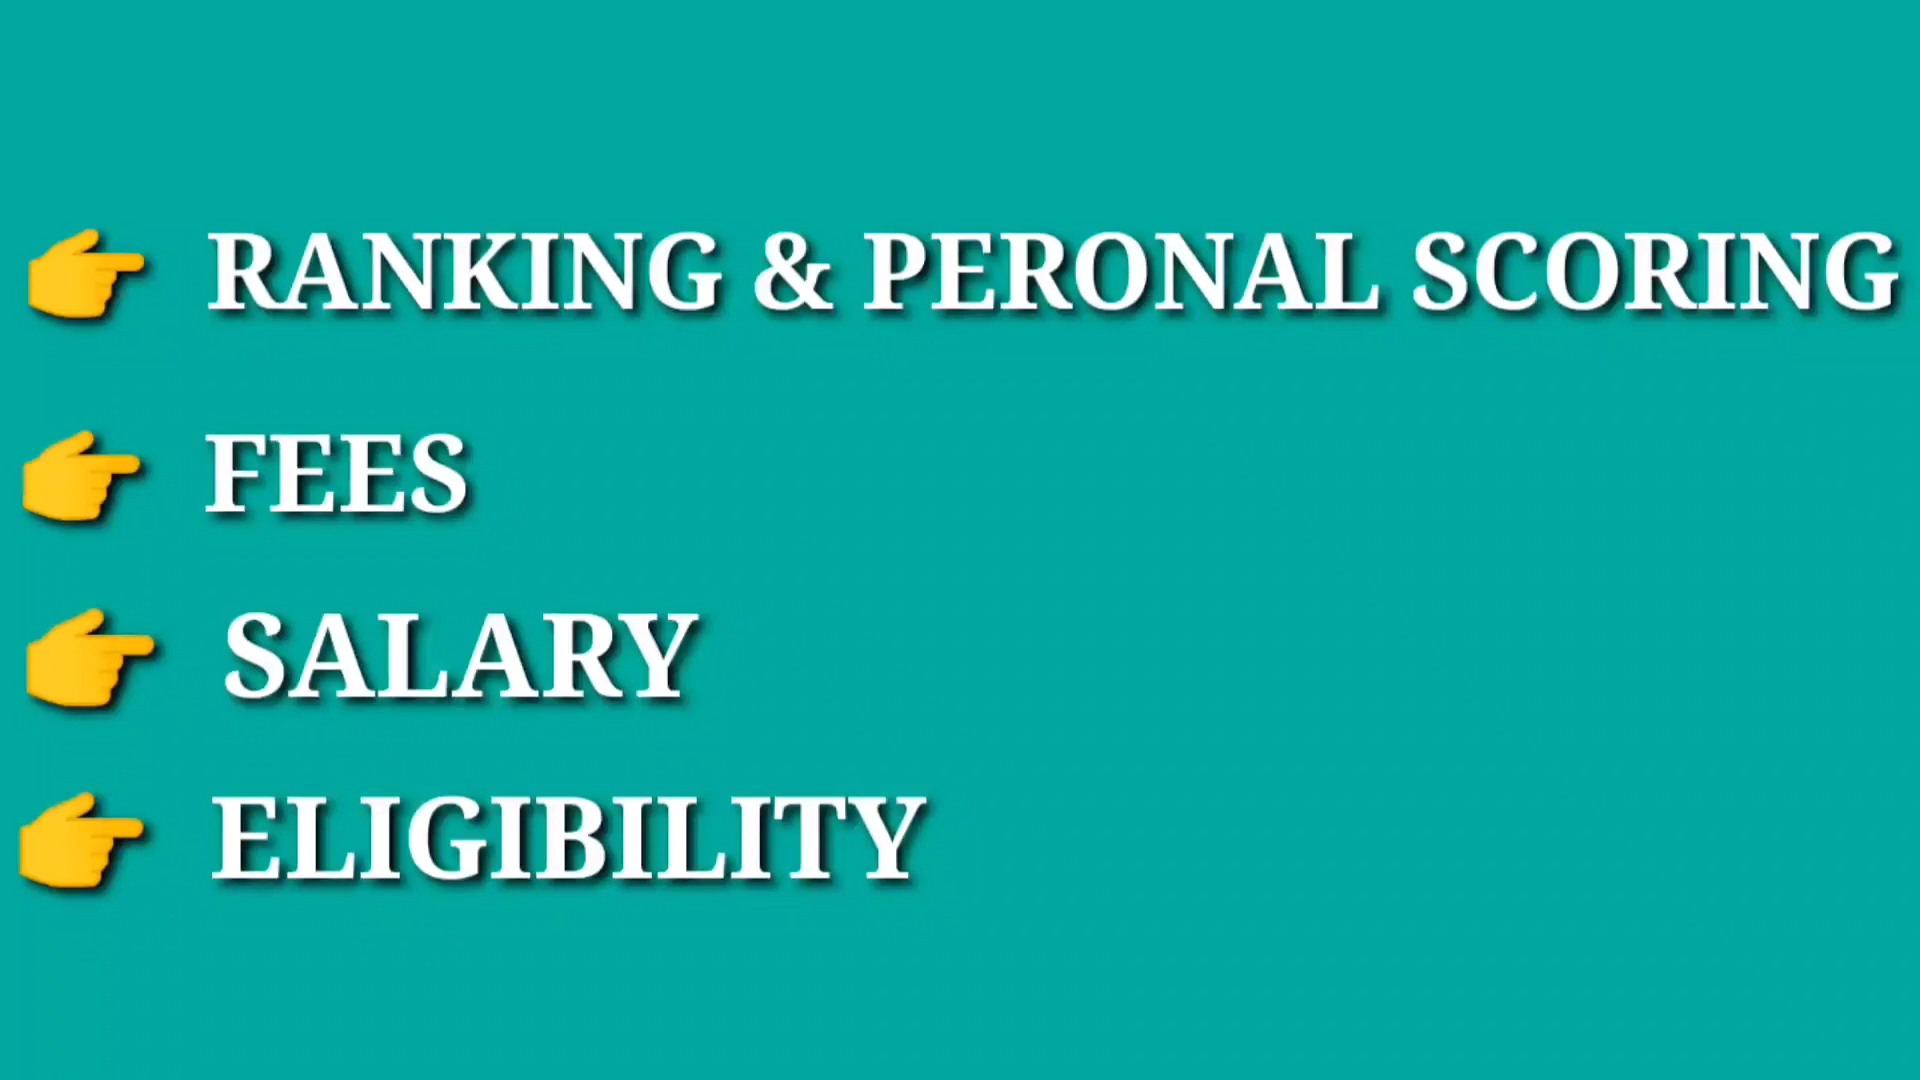 👉 RANKING & PERONAL SCORING
👉 FEES
👉 SALARY
👉 ELIGIBILITY